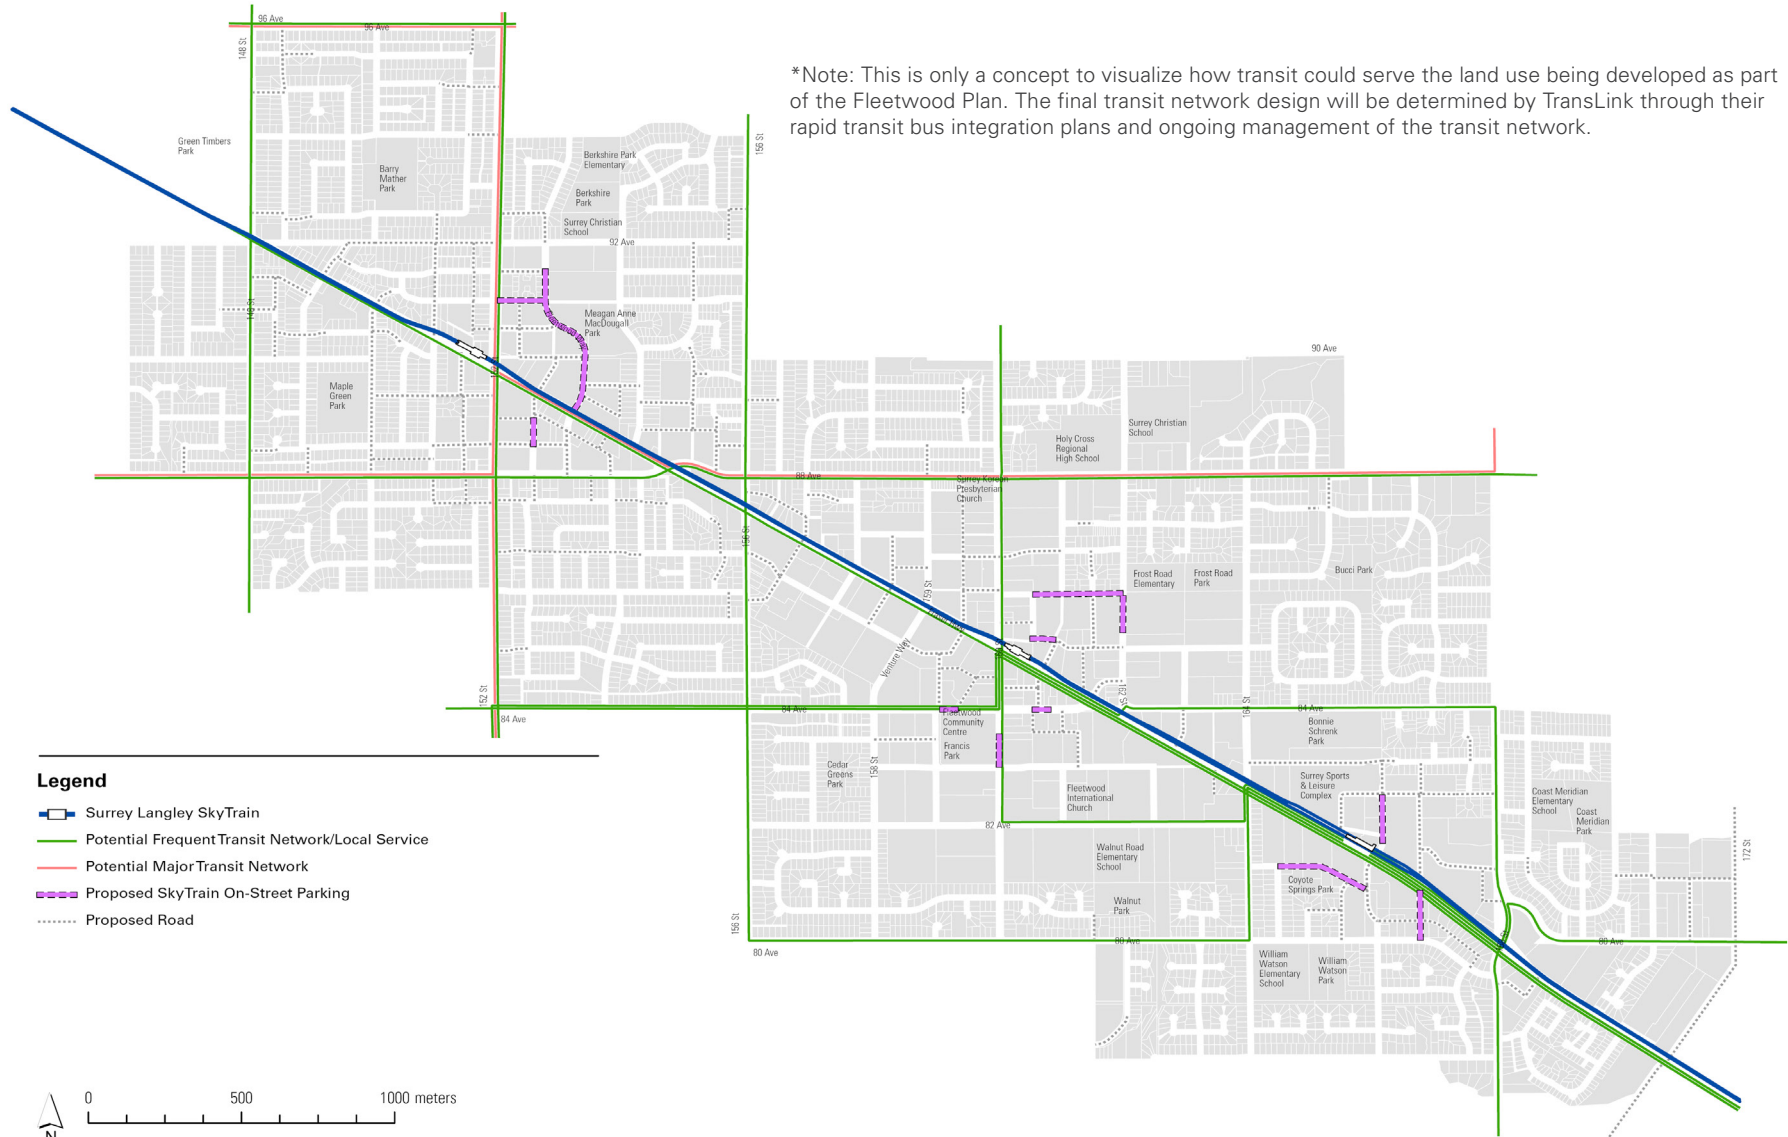 96 Ave
96 Ave
148 St
*Note: This is only a concept to visualize how transit could serve the land use being developed as part
of the Fleetwood Plan. The final transit network design will be determined by TransLink through their
rapid transit bus integration plans and ongoing management of the transit network.
156 St
Green Timbers
Park
Barry
Mather
Park
Berkshire Park
Elementary
Berkshire
Park
Surrey Christian
School
92 Ave
148 St
Meagan Anne
MacDougall
Park
90 Ave
Maple
Green
Park
Surrey Christian
School
Holy Cross
Regional
High School
88 Ave
Surrey Korean
Presbyterian
Church
156 St
159 St
Frost Road
Elementary
Frost Road
Park
Bucci Park
Venture Way
152 St
84 Ave
84 Ave
162 St
164 St
84 Ave
Fleetwood
Community
Centre
Francis
Park
Bonnie
Schrenk
Park
Cedar
Greens
Park
158 St
Surrey Sports
& Leisure
Complex
Fleetwood
International
Church
Coast Meridian
Elementary
School
Coast
Meridian
Park
82 Ave
172 St
Walnut Road
Elementary
School
Coyote
Springs Park
Walnut
Park
156 St
80 Ave
80 Ave
80 Ave
William
Watson
Elementary
School
William
Watson
Park
Legend
Surrey Langley SkyTrain
Potential Frequent Transit Network/Local Service
Potential Major Transit Network
Proposed SkyTrain On-Street Parking
Proposed Road
0 500 1000 meters
N